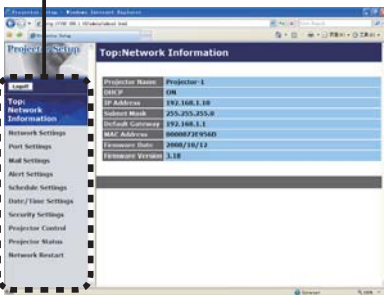 Projector Setup
Logoff
Top:
Network
Information
Network Settings
Port Settings
Mail Settings
Alert Settings
Schedule Settings
Date/Time Settings
Security Settings
Projector Control
Projector Status
Network Restart
Top:Network Information
Projector Name Projector-1
DHCP ON
IP Address 192.168.1.10
Subnet Mask 255.255.255.0
Default Gateway 192.168.1.1
MAC Address 0000872F956D
Firmware Date 2008/10/12
Firmware Version 3.18